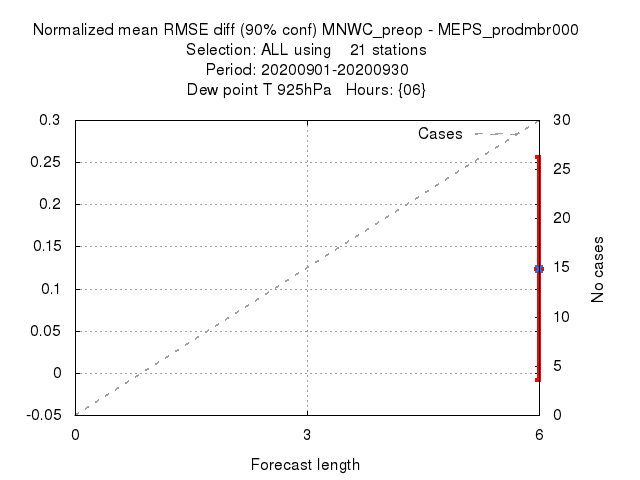 Normalized mean RMSE diff (90% conf) MNWC_preop - MEPS_prodmbr000
Selection: ALL using    21 stations
Period: 20200901-20200930
Dew point T 925hPa   Hours: {06}
Cases
0.3
0.25
0.2
0.15
0.1
0.05
0
-0.05
30
25
20
15
10
5
0
No cases
0
3
6
Forecast length